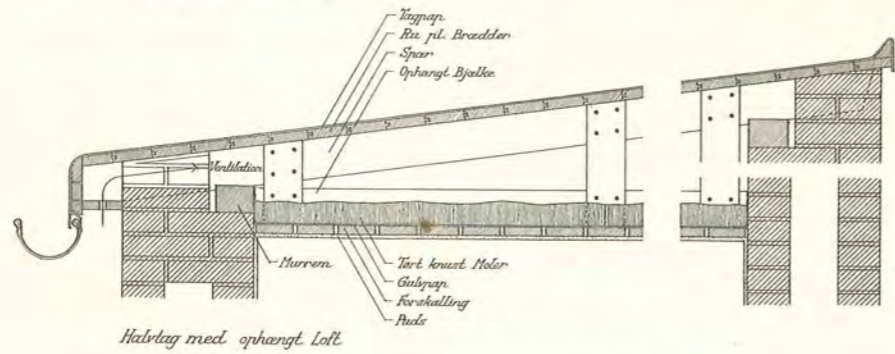 Tagpap
Ru pl. Brædder
Spær
Ophængt Bjælke
Ventilation
Murrem
Tørt knust Moler
Gulvpap
Forskalling
Puds
Halvtag med ophængt Loft